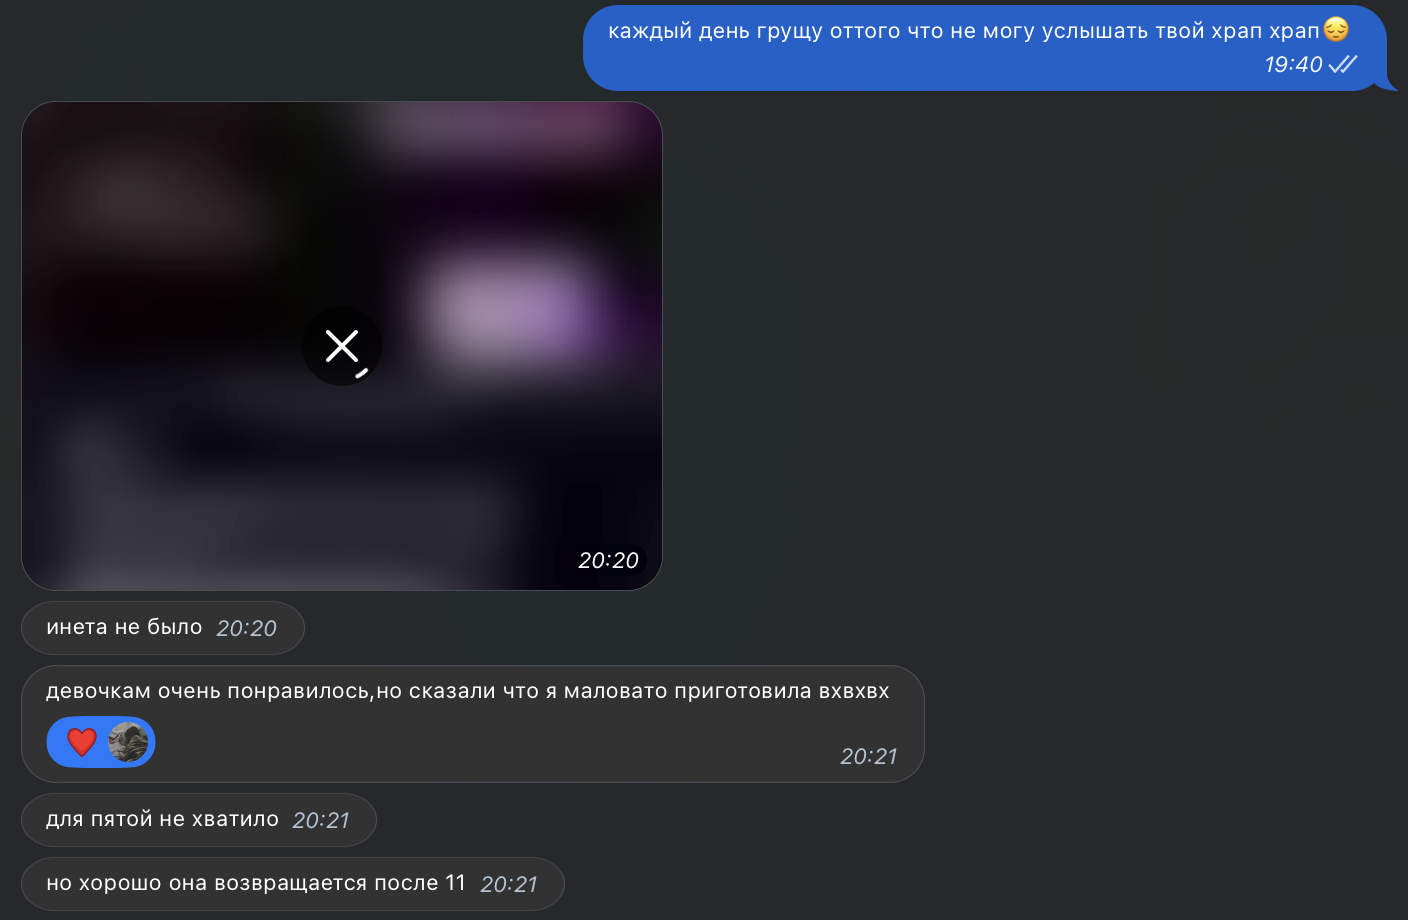 каждый день грущу оттого что не могу услышать твой храп храп😔
19:40
20:20
инета не было 20:20
девочкам очень понравилось,но сказали что я маловато приготовила вхвхвх
20:21
для пятой не хватило 20:21
но хорошо она возвращается после 11 20:21